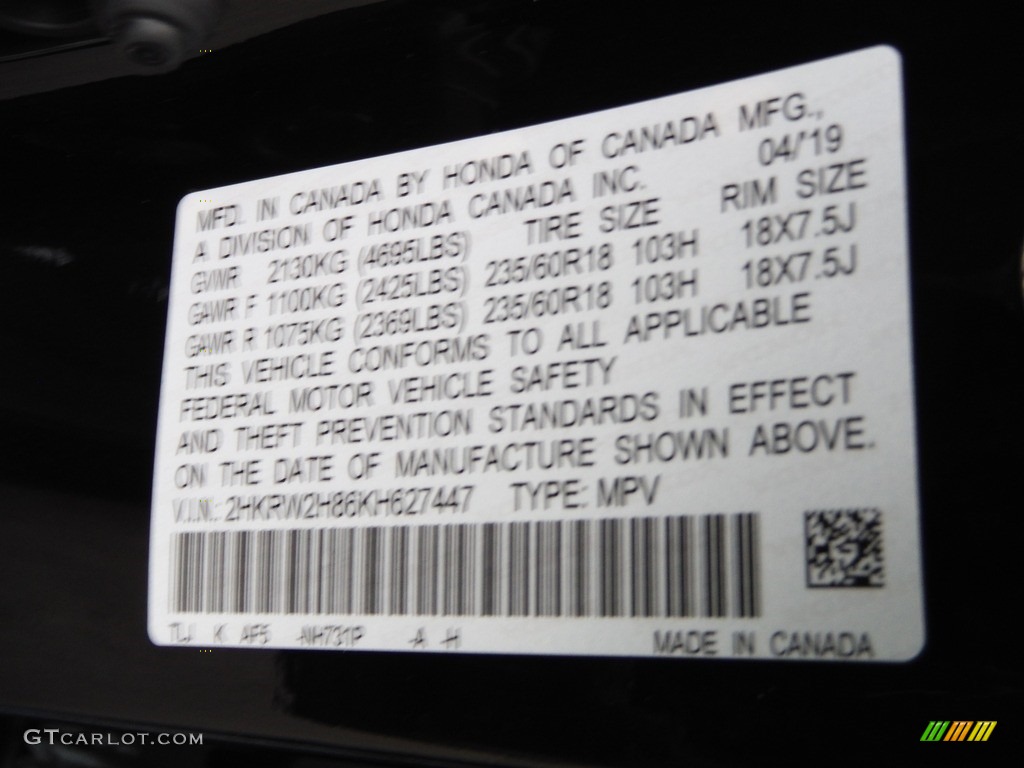 MFD. IN CANADA BY HONDA OF CANADA MFG.,
A DIVISION OF HONDA CANADA INC. 04/'19
GVWR 2130KG (4695LBS) TIRE SIZE RIM SIZE
GAWR F 1100KG (2425LBS) 235/60R18 103H 18X7.5J
GAWR R 1075KG (2369LBS) 235/60R18 103H 18X7.5J
THIS VEHICLE CONFORMS TO ALL APPLICABLE
FEDERAL MOTOR VEHICLE SAFETY
AND THEFT PREVENTION STANDARDS IN EFFECT
ON THE DATE OF MANUFACTURE SHOWN ABOVE.
V.I.N.: 2HKRW2H86KH627447 TYPE: MPV
TLJ K AF5 NH731P A H MADE IN CANADA
GTCARLOT.COM